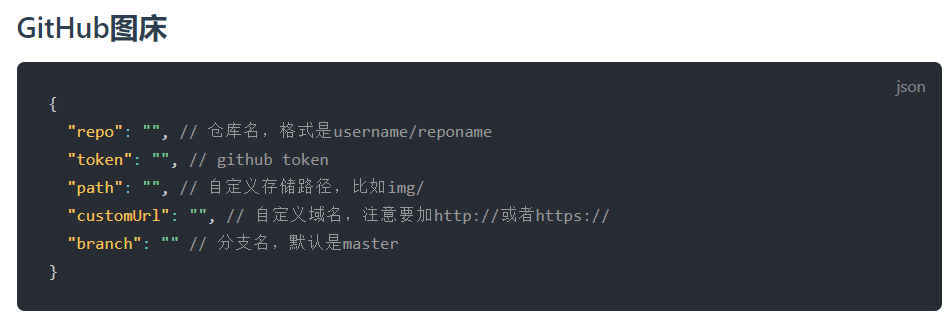 GitHub图床
json
{
"repo": "", // 仓库名，格式是username/reponame
"token": "", // github token
"path": "", // 自定义存储路径，比如img/
"customUrl": "", // 自定义域名，注意要加http://或者https://
"branch": "" // 分支名，默认是master
}